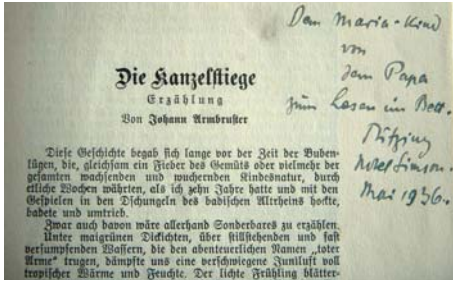 Dem Maria-Kind
von
dem Papa
zum Lesen im Bett.
Tutzing
Hotel Simson.
Mai 1936.
Die Kanzelstiege
Erzählung
Von Johann Armbruster
Diese Geschichte begab sich lange vor der Zeit der Buben-
lügen, die, gleichsam ein Fieber des Gemüts oder vielmehr der
gesamten wachsenden und wuchernden Kindesnatur, durch
etliche Wochen währten, als ich zehn Jahre hatte und mit den
Gespielen in den Dschungeln des badischen Altrheins hockte,
badete und umtrieb.
Zwar auch davon wäre allerhand Sonderbares zu erzählen.
Unter maigrünen Dickichten, über stillstehenden und fast
versumpfenden Wassern, die den abenteuerlichen Namen „toter
Arme“ trugen, dämpfte uns eine verschwiegene Juniluft voll
tropischer Wärme und Feuchte. Der lichte Frühling blätter-